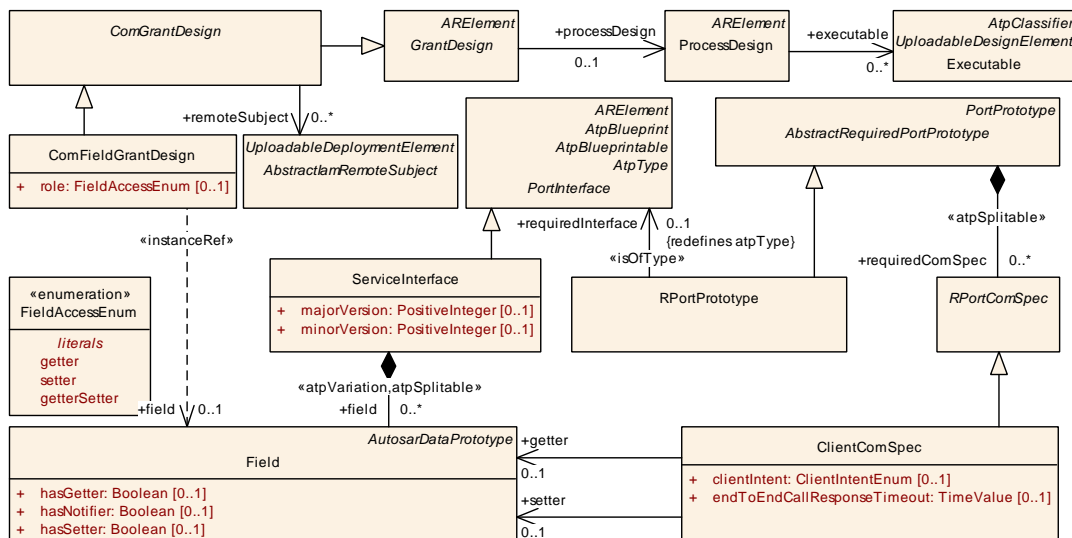 ComGrantDesign
ARElement
GrantDesign
+processDesign
0..1
ARElement
ProcessDesign
+executable
0..*
AtpClassifier
UploadableDesignElement
Executable
+remoteSubject
0..*
ComFieldGrantDesign
+ role: FieldAccessEnum [0..1]
UploadableDeploymentElement
AbstractIamRemoteSubject
ARElement
AtpBlueprint
AtpBlueprintable
AtpType
PortInterface
PortPrototype
AbstractRequiredPortPrototype
«instanceRef»
+requiredInterface
0..1
{redefines atpType}
«isOfType»
«atpSplitable»
+requiredComSpec
0..*
«enumeration»
FieldAccessEnum
literals
getter
setter
getterSetter
ServiceInterface
+ majorVersion: PositiveInteger [0..1]
+ minorVersion: PositiveInteger [0..1]
RPortPrototype
RPortComSpec
«atpVariation,atpSplitable»
+field
0..*
+field
0..1
AutosarDataPrototype
Field
+ hasGetter: Boolean [0..1]
+ hasNotifier: Boolean [0..1]
+ hasSetter: Boolean [0..1]
+getter
0..1
+setter
0..1
ClientComSpec
+ clientIntent: ClientIntentEnum [0..1]
+ endToEndCallResponseTimeout: TimeValue [0..1]